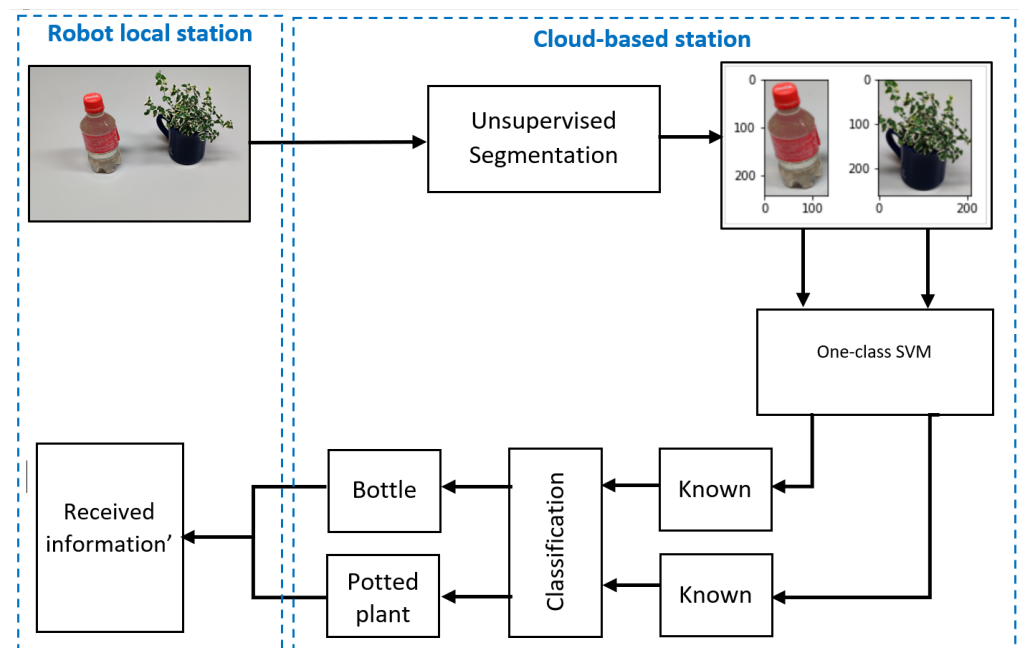 Robot local station
Cloud-based station
Unsupervised
Segmentation
0
100
200
0 100
0
100
200
0 200
One-class SVM
Known
Known
Classification
Bottle
Potted
plant
Received
information’